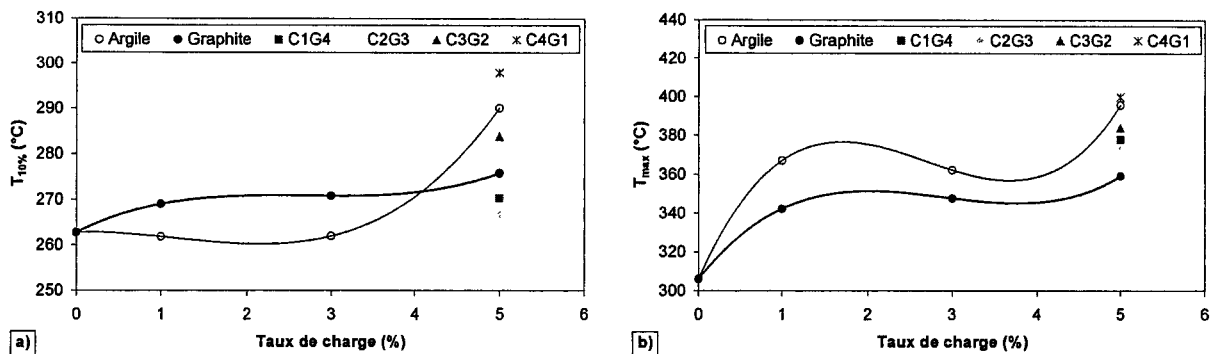 310
Argile Graphite C1G4 C2G3 C3G2 C4G1
300
290
280
270
260
250
T10% (°C)
0 1 2 3 4 5 6
Taux de charge (%)
a)
440
Argile Graphite C1G4 C2G3 C3G2 C4G1
420
400
380
360
340
320
300
Tmax (°C)
0 1 2 3 4 5 6
Taux de charge (%)
b)